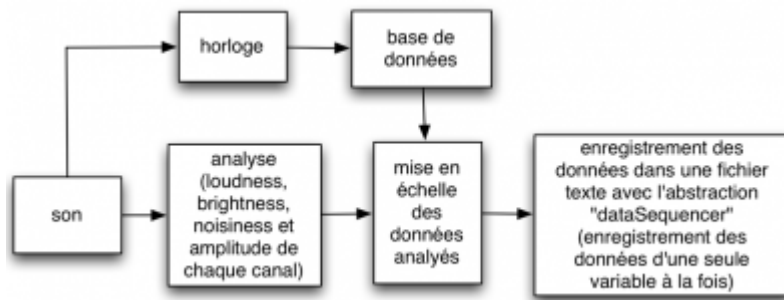 horloge
base de
données
son
analyse
(loudness,
brightness,
noisiness et
amplitude de
chaque canal)
mise en
échelle
des
données
analyés
enregistrement des
données dans une fichier
texte avec l'abstraction
"dataSequencer"
(enregistrement des
données d'une seule
variable à la fois)